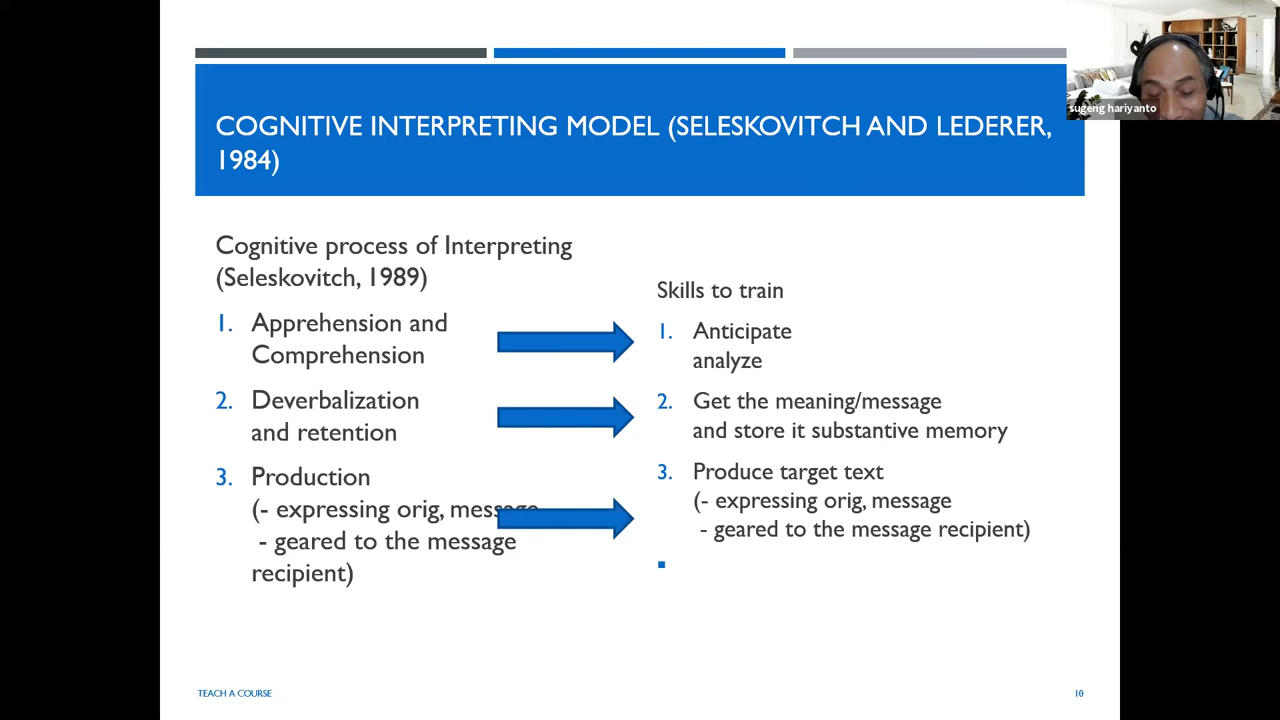 sugeng hariyanto
COGNITIVE INTERPRETING MODEL (SELESKOVITCH AND LEDERER,
1984)
Cognitive process of Interpreting
(Seleskovitch, 1989)
1. Apprehension and
Comprehension
2. Deverbalization
and retention
3. Production
(- expressing orig, message
- geared to the message
recipient)
Skills to train
1. Anticipate
analyze
2. Get the meaning/message
and store it substantive memory
3. Produce target text
(- expressing orig, message
- geared to the message recipient)
TEACH A COURSE
10